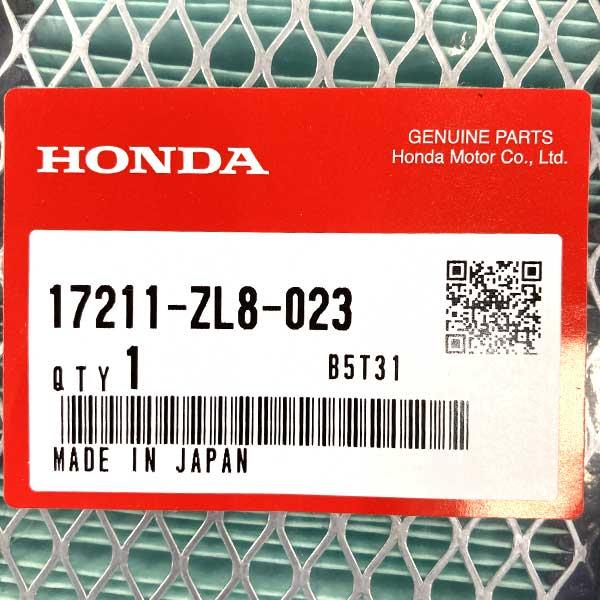 HONDA
GENUINE PARTS
Honda Motor Co., Ltd.
17211-ZL8-023
QTY 1
B5T31
MADE IN JAPAN